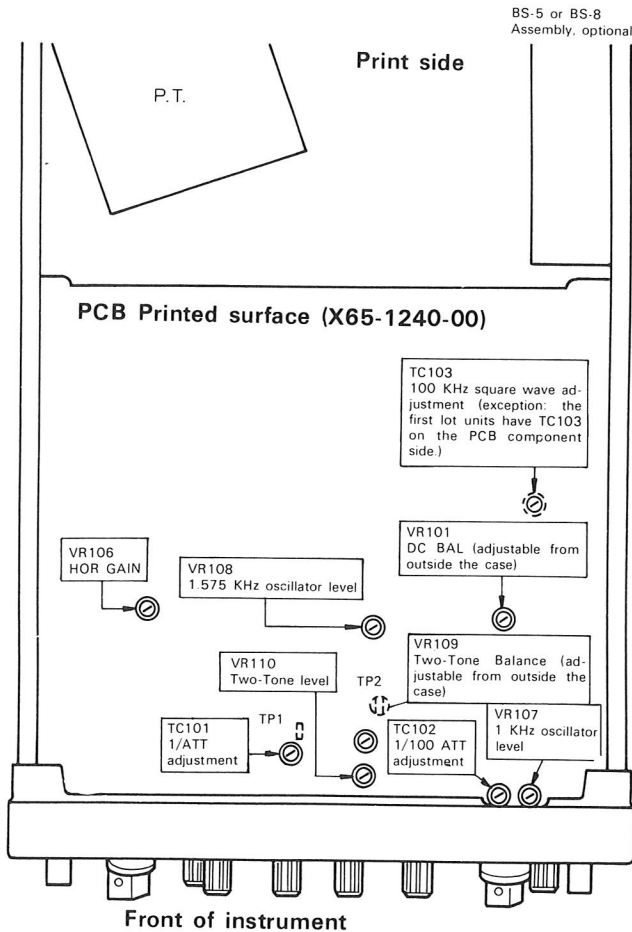 BS-5 or BS-8
Assembly, optional
Print side
P.T.
PCB Printed surface (X65-1240-00)
TC103
100 KHz square wave ad-
justment (exception: the
first lot units have TC103
on the PCB component
side.)
VR101
DC BAL (adjustable from
outside the case)
VR106
HOR GAIN
VR108
1.575 KHz oscillator level
VR109
Two-Tone Balance (ad-
justable from outside the
case)
VR110
Two-Tone level
TP2
VR107
1 KHz oscillator
level
TC101
1/ATT
adjustment
TP1
TC102
1/100 ATT
adjustment
Front of instrument